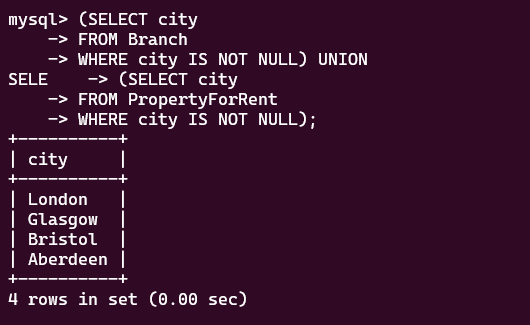 mysql> (SELECT city
    -> FROM Branch
    -> WHERE city IS NOT NULL) UNION
SELE    -> (SELECT city
    -> FROM PropertyForRent
    -> WHERE city IS NOT NULL);
+----------+
| city     |
+----------+
| London   |
| Glasgow  |
| Bristol  |
| Aberdeen |
+----------+
4 rows in set (0.00 sec)